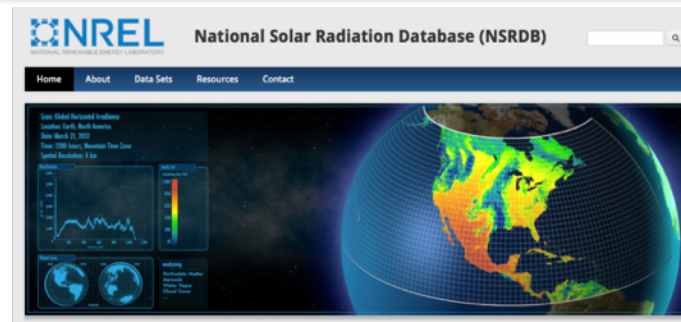 NREL
NATIONAL RENEWABLE ENERGY LABORATORY
National Solar Radiation Database (NSRDB)
Home About Data Sets Resources Contact
Scan: Global Horizontal Irradiance
Location: Earth, North America
Date: March 21, 2012
Time: 1200 hours, Mountain Time Zone
Spatial Resolution: 4 km
analyzing
Particulate Matter
Aerosols
Water Vapor
Cloud Cover